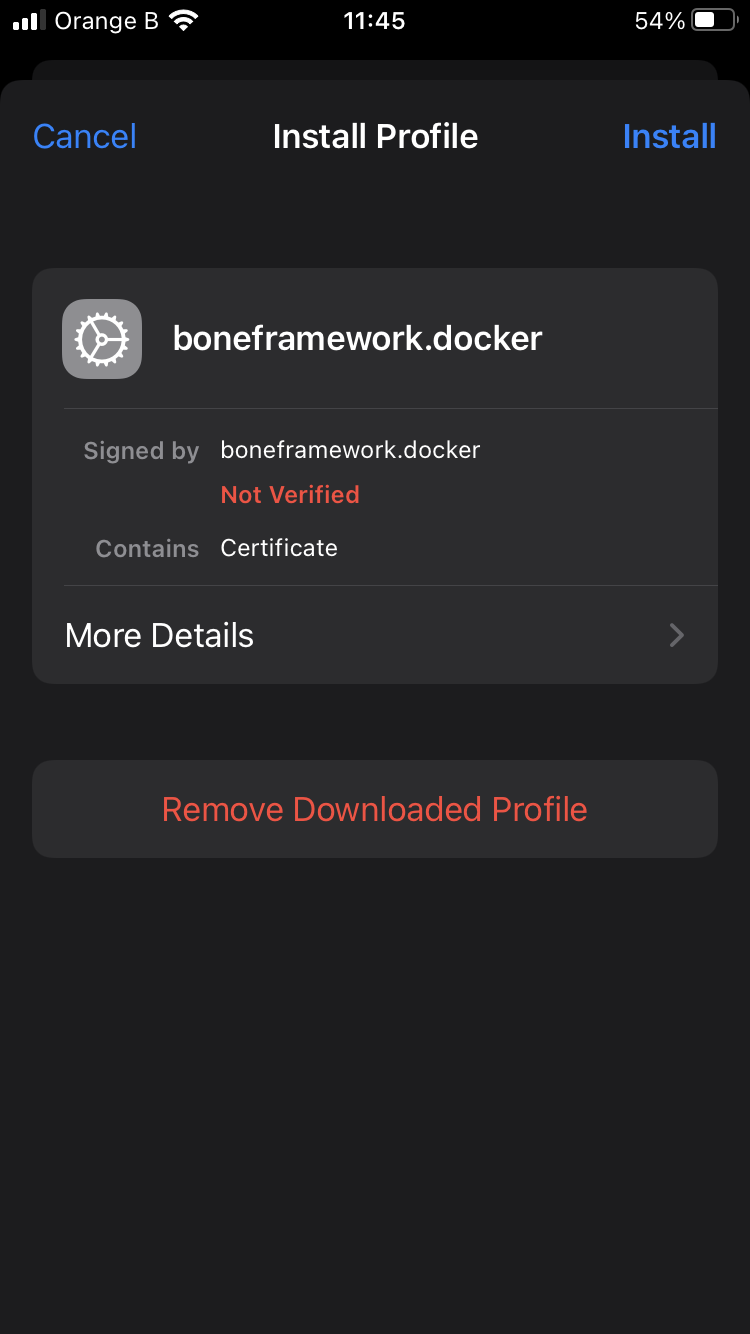 Orange B 11:45 54%
Cancel Install Profile Install
boneframework.docker
Signed by boneframework.docker
Not Verified
Contains Certificate
More Details
Remove Downloaded Profile